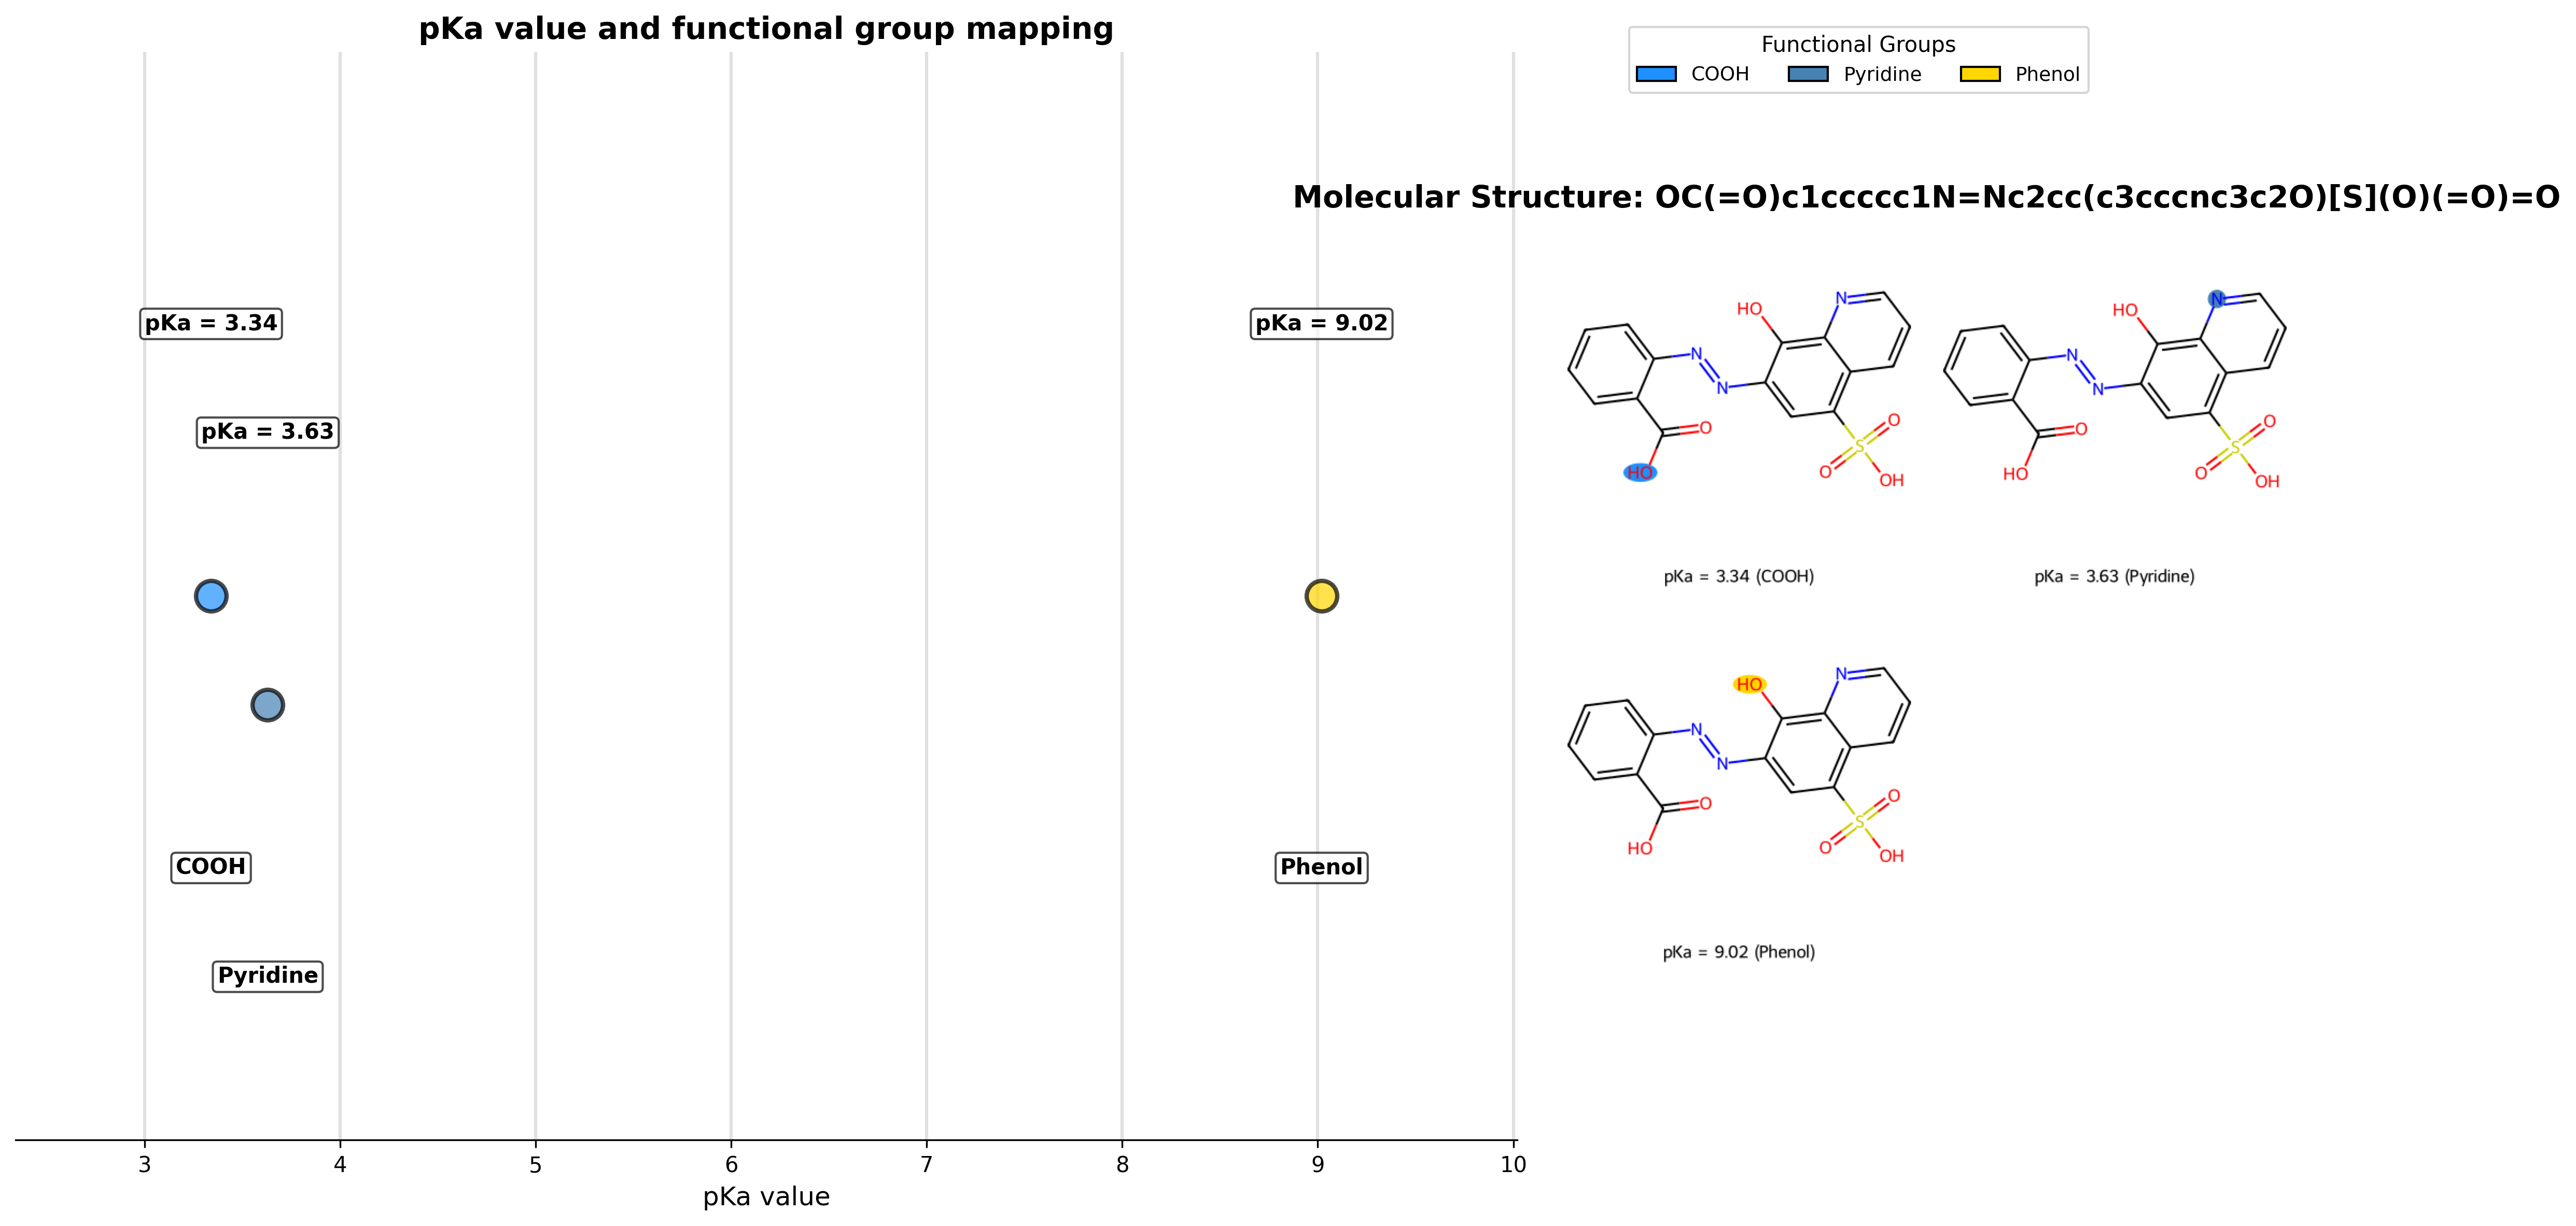 pKa value and functional group mapping
Functional Groups
COOH Pyridine Phenol
Molecular Structure: OC(=O)c1ccccc1N=Nc2cc(c3cccnc3c2O)[S](O)(=O)=O
pKa = 3.34
pKa = 9.02
pKa = 3.63
COOH
Phenol
Pyridine
3 4 5 6 7 8 9 10
pKa value
HO N
N
N
O
O
S
HO
O
OH
pKa = 3.34 (COOH)
HO N
N
N
O
O
S
HO
O
OH
pKa = 3.63 (Pyridine)
HO N
N
N
O
O
S
HO
O
OH
pKa = 9.02 (Phenol)